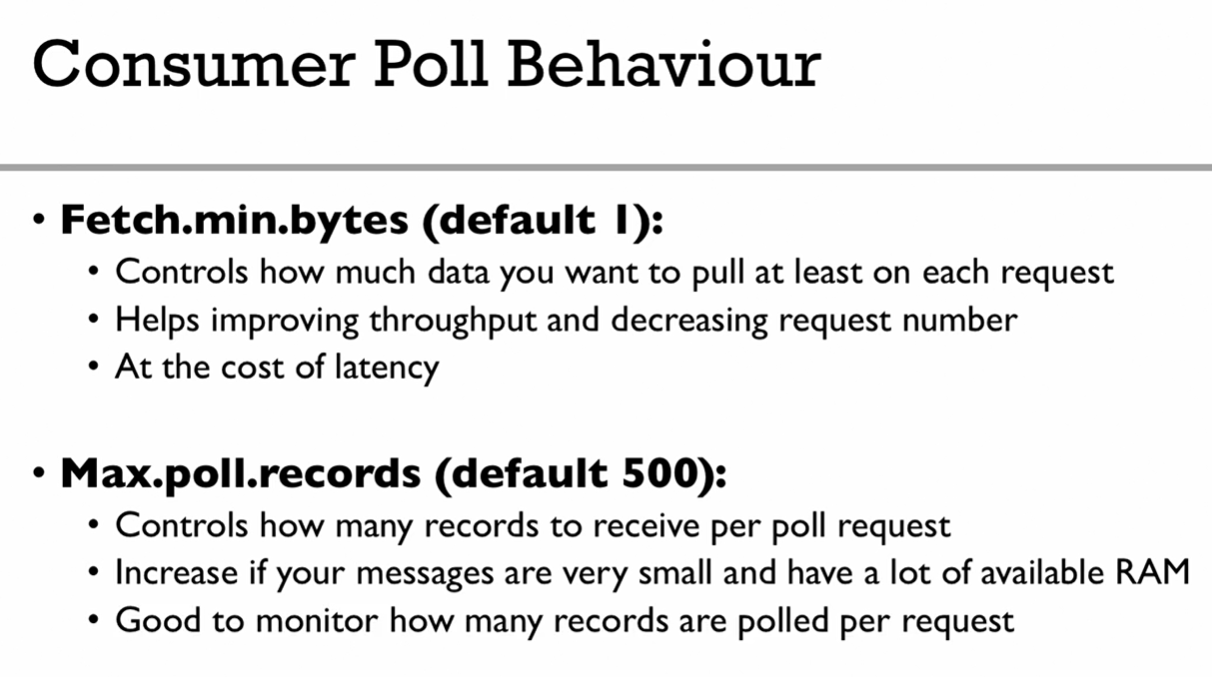 Consumer Poll Behaviour
• Fetch.min.bytes (default 1):
• Controls how much data you want to pull at least on each request
• Helps improving throughput and decreasing request number
• At the cost of latency
• Max.poll.records (default 500):
• Controls how many records to receive per poll request
• Increase if your messages are very small and have a lot of available RAM
• Good to monitor how many records are polled per request